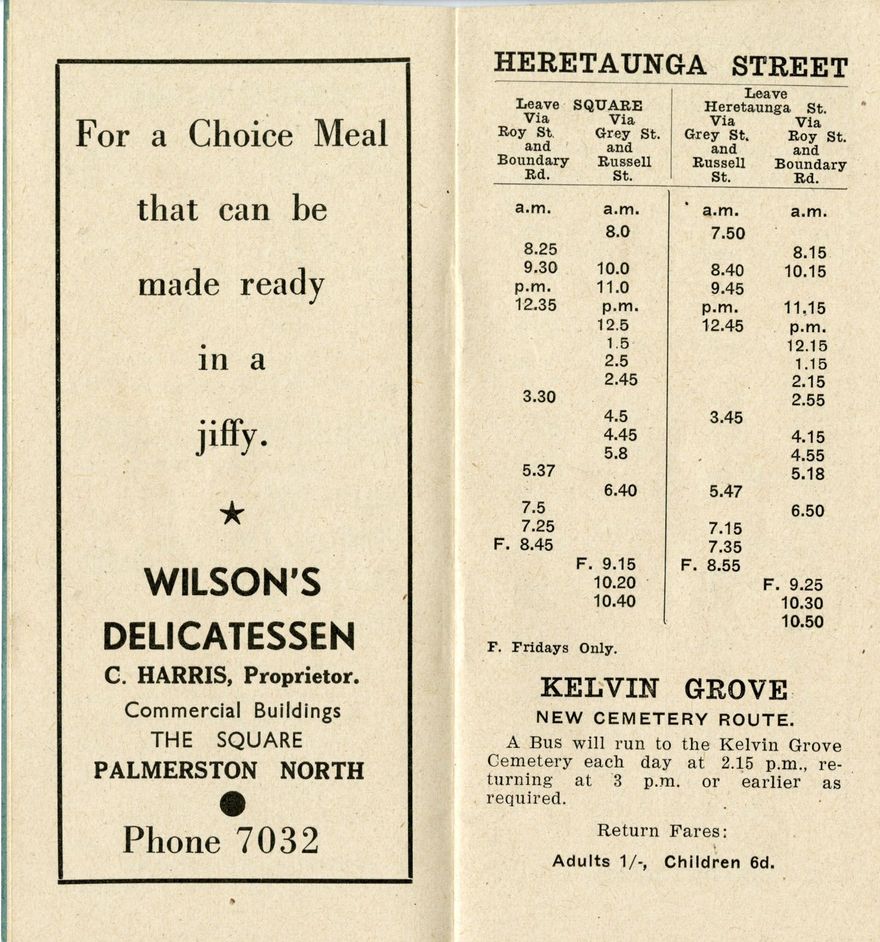 For a Choice Meal
that can be
made ready
in a
jiffy.
WILSON'S
DELICATESSEN
C. HARRIS, Proprietor.
Commercial Buildings
THE SQUARE
PALMERSTON NORTH
Phone 7032
HERETAUNGA STREET
Leave SQUARE Leave Heretaunga St.
Via Via Via Via
Roy St. Grey St. Grey St. Roy St.
and and and and
Boundary Russell Russell Boundary
Rd. St. St. Rd.
a.m. a.m. a.m. a.m.
8.0 7.50
8.25 8.15
9.30 10.0 8.40 10.15
p.m. 11.0 9.45
12.35 p.m. p.m. 11.15
12.5 12.45 p.m.
1.5 12.15
2.5 1.15
2.45 2.15
3.30 2.55
4.5 3.45
4.45 4.15
5.8 4.55
5.37 5.18
6.40 5.47
7.5 6.50
7.25 7.15
F. 8.45 7.35
F. 9.15 F. 8.55
10.20 F. 9.25
10.40 10.30
10.50
F. Fridays Only.
KELVIN GROVE
NEW CEMETERY ROUTE.
A Bus will run to the Kelvin Grove
Cemetery each day at 2.15 p.m., re-
turning at 3 p.m. or earlier as
required.
Return Fares:
Adults 1/-, Children 6d.